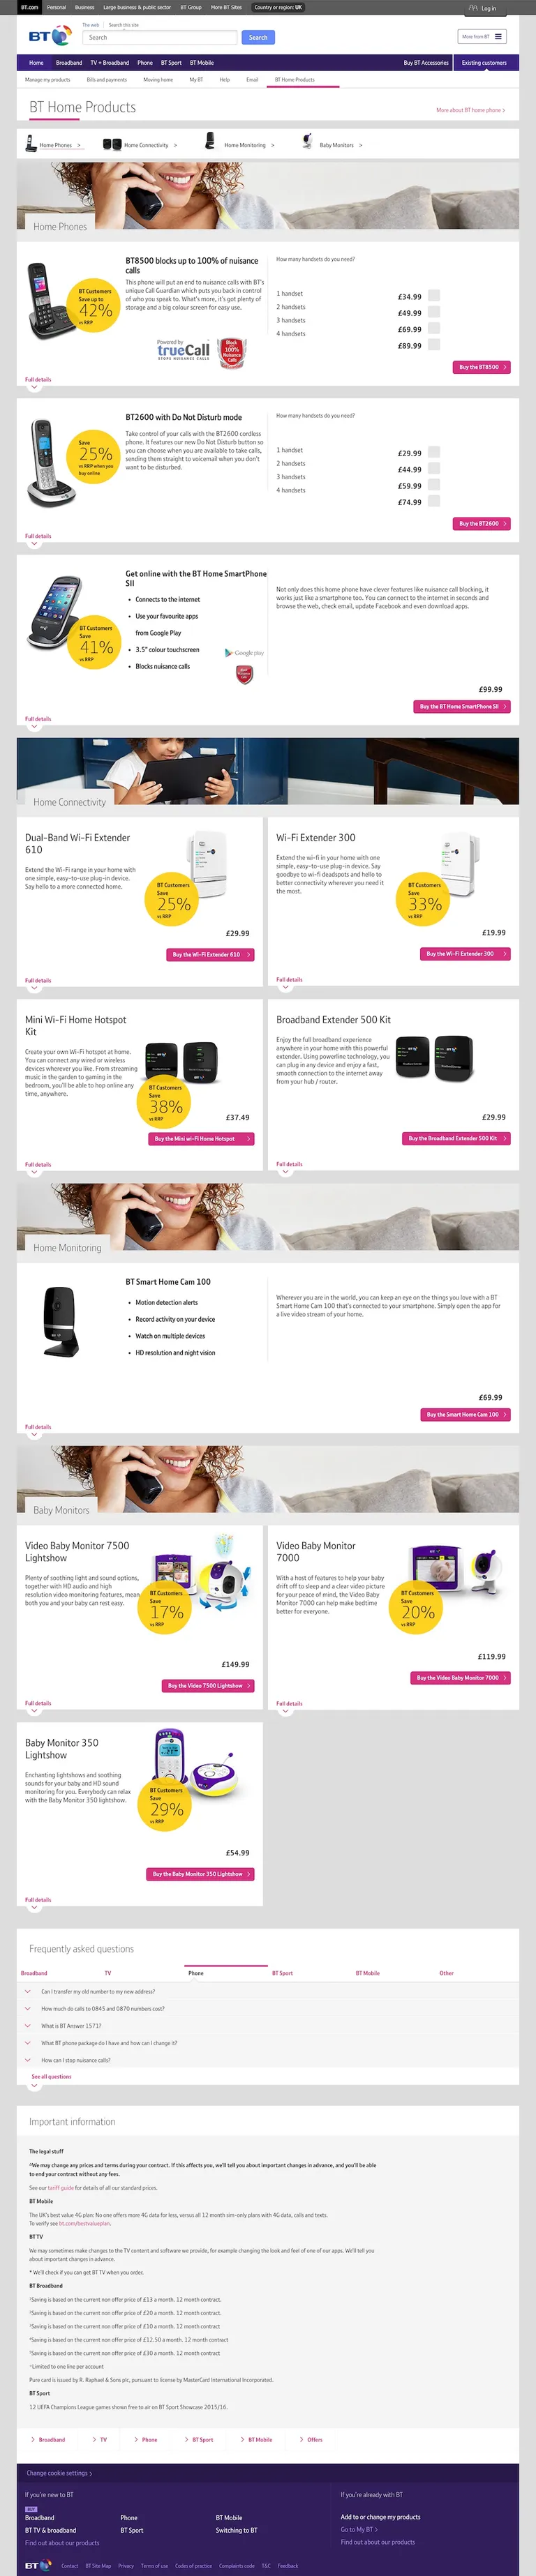 BT.com Personal Business Large business & public sector BT Group More BT Sites Country or region: UK Log in
The web Search this site
BT Search Search More from BT
Home Broadband TV + Broadband Phone BT Sport BT Mobile Buy BT Accessories Existing customers
Manage my products Bills and payments Moving home My BT Help Email BT Home Products
BT Home Products
More about BT home phone >
Home Phones > Home Connectivity > Home Monitoring > Baby Monitors >
Home Phones
BT8500 blocks up to 100% of nuisance
calls
This phone will put an end to nuisance calls with BT's
unique Call Guardian which puts you back in control
of who you speak to. What's more, it's got plenty of
storage and a big colour screen for easy use.
BT Customers
Save up to
42%
vs RRP
Powered by
trueCall
STOPS NUISANCE CALLS
Block
100%
Nuisance
Calls
How many handsets do you need?
1 handset £34.99
2 handsets £49.99
3 handsets £69.99
4 handsets £89.99
Buy the BT8500 >
Full details
BT2600 with Do Not Disturb mode
Take control of your calls with the BT2600 cordless
phone. It features our new Do Not Disturb button so
you can choose when you are available to take calls,
sending them straight to voicemail when you don't
want to be disturbed.
Save
25%
vs RRP when you
buy online
How many handsets do you need?
1 handset £29.99
2 handsets £44.99
3 handsets £59.99
4 handsets £74.99
Buy the BT2600 >
Full details
Get online with the BT Home SmartPhone
SII
• Connects to the internet
• Use your favourite apps
from Google Play
• 3.5" colour touchscreen
• Blocks nuisance calls
BT Customers
Save
41%
vs RRP
Google play
Not only does this home phone have clever features like nuisance call blocking, it
works just like a smartphone too. You can connect to the internet in seconds and
browse the web, check email, update Facebook and even download apps.
£99.99
Buy the BT Home SmartPhone SII >
Full details
Home Connectivity
Dual-Band Wi-Fi Extender
610
Extend the Wi-Fi range in your home with
one simple, easy-to-use plug-in device.
Say hello to a more connected home.
BT Customers
Save
25%
vs RRP
£29.99
Buy the Wi-Fi Extender 610 >
Full details
Wi-Fi Extender 300
Extend the wi-fi in your home with one
simple, easy-to-use plug-in device. Say
goodbye to wi-fi deadspots and hello to
better connectivity wherever you need it
the most.
BT Customers
Save
33%
vs RRP
£19.99
Buy the Wi-Fi Extender 300 >
Full details
Mini Wi-Fi Home Hotspot
Kit
Create your own Wi-Fi hotspot at home.
You can connect any wired or wireless
devices wherever you like. From streaming
music in the garden to gaming in the
bedroom, you'll be able to hop online any
time, anywhere.
BT Customers
Save
38%
vs RRP
£37.49
Buy the Mini wi-Fi Home Hotspot >
Full details
Broadband Extender 500 Kit
Enjoy the full broadband experience
anywhere in your home with this powerful
extender. Using powerline technology, you
can plug in any device and enjoy a fast,
smooth connection to the internet away
from your hub / router.
£29.99
Buy the Broadband Extender 500 Kit >
Full details
Home Monitoring
BT Smart Home Cam 100
• Motion detection alerts
• Record activity on your device
• Watch on multiple devices
• HD resolution and night vision
Wherever you are in the world, you can keep an eye on the things you love with a BT
Smart Home Cam 100 that's connected to your smartphone. Simply open the app for
a live video stream of your home.
£69.99
Buy the Smart Home Cam 100 >
Full details
Baby Monitors
Video Baby Monitor 7500
Lightshow
Plenty of soothing light and sound options,
together with HD audio and high
resolution video monitoring features, mean
both you and your baby can rest easy.
BT Customers
Save
17%
vs RRP
£149.99
Buy the Video 7500 Lightshow >
Full details
Video Baby Monitor
7000
With a host of features to help your baby
drift off to sleep and a clear video picture
for your peace of mind, the Video Baby
Monitor 7000 can help make bedtime
better for everyone.
BT Customers
Save
20%
vs RRP
£119.99
Buy the Video Baby Monitor 7000 >
Full details
Baby Monitor 350
Lightshow
Enchanting lightshows and soothing
sounds for your baby and HD sound
monitoring for you. Everybody can relax
with the Baby Monitor 350 lightshow.
BT Customers
Save
29%
vs RRP
£54.99
Buy the Baby Monitor 350 Lightshow >
Full details
Frequently asked questions
Broadband TV Phone BT Sport BT Mobile Other
Can I transfer my old number to my new address?
How much do calls to 0845 and 0870 numbers cost?
What is BT Answer 1571?
What BT phone package do I have and how can I change it?
How can I stop nuisance calls?
See all questions
Important information
The legal stuff
We may change any prices and terms during your contract. If this affects you, we'll tell you about important changes in advance, and you'll be able
to end your contract without any fees.
See our tariff guide for details of all our standard prices.
BT Mobile
The UK's best value 4G plan: No one offers more 4G data for less, versus all 12 month sim-only plans with 4G data, calls and texts.
To verify see bt.com/bestvalueplan.
BT TV
We may sometimes make changes to the TV content and software we provide, for example changing the look and feel of one of our apps. We'll tell you
about important changes in advance.
* We'll check if you can get BT TV when you order.
BT Broadband
Saving is based on the current non offer price of £13 a month. 12 month contract.
Saving is based on the current non offer price of £20 a month. 12 month contract.
Saving is based on the current non offer price of £10 a month. 12 month contract
Saving is based on the current non offer price of £12.50 a month. 12 month contract
Saving is based on the current non offer price of £30 a month. 12 month contract
Limited to one line per account
Pure card is issued by R. Raphael & Sons plc, pursuant to license by MasterCard International Incorporated.
BT Sport
12 UEFA Champions League games shown free to air on BT Sport Showcase 2015/16.
> Broadband > TV > Phone > BT Sport > BT Mobile > Offers
Change cookie settings >
If you're new to BT If you're already with BT
BUY
Broadband Phone BT Mobile Add to or change my products
BT TV & broadband BT Sport Switching to BT Go to My BT >
Find out about our products Find out about our products
BT Contact BT Site Map Privacy Terms of use Codes of practice Complaints code T&C Feedback